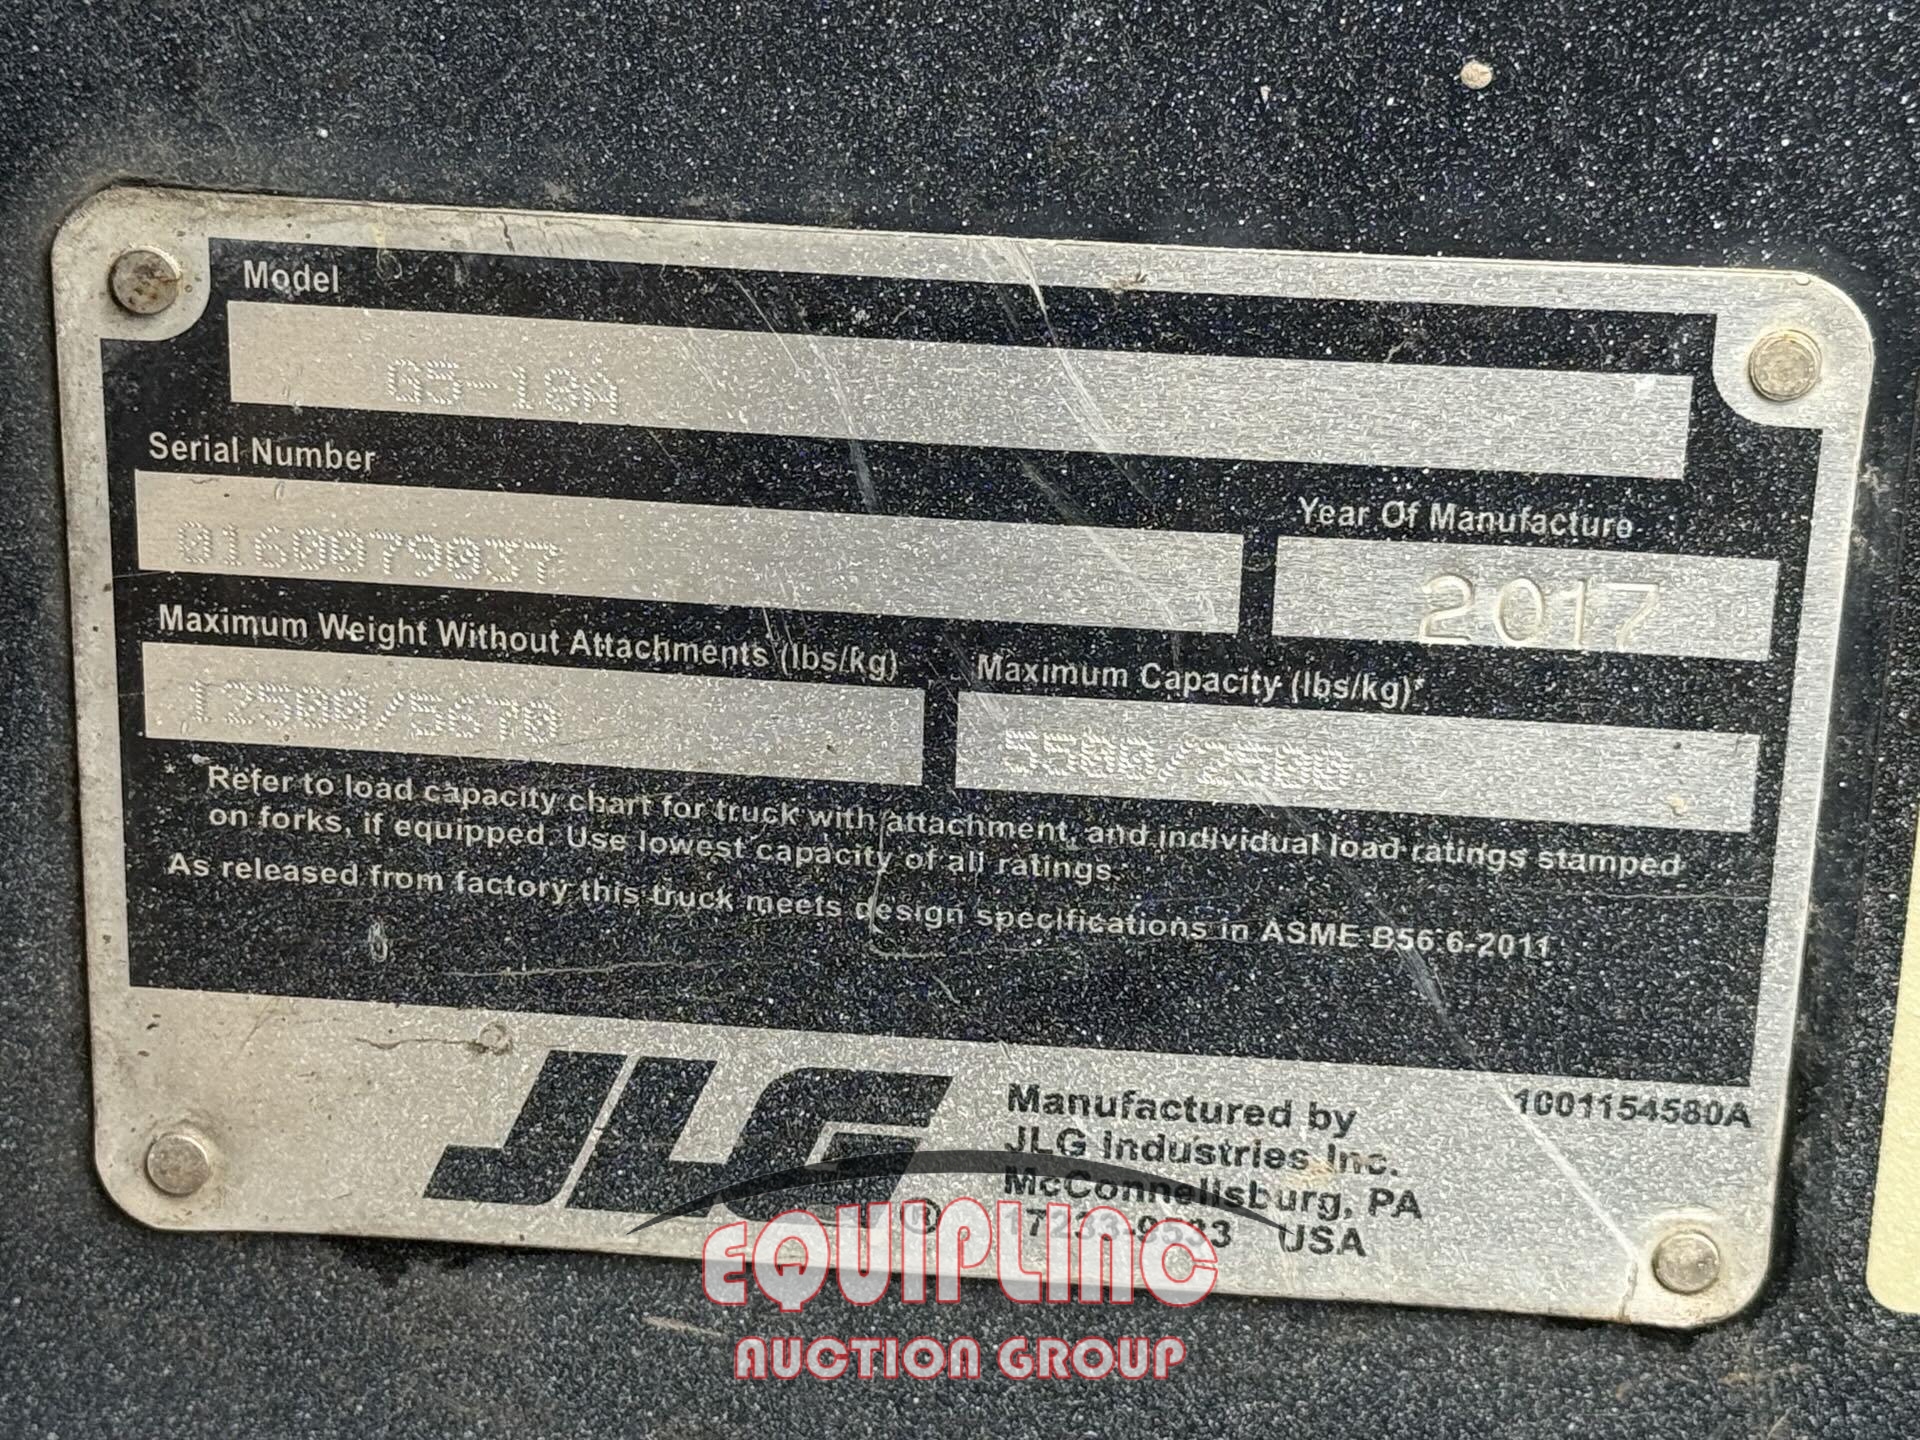 Model
G5-18A
Serial Number
0160079037
Year Of Manufacture
2017
Maximum Weight Without Attachments (lbs/kg)
12500/5670
Maximum Capacity (lbs/kg)*
5500/2500
* Refer to load capacity chart for truck with attachment, and individual load ratings stamped
on forks, if equipped. Use lowest capacity of all ratings.
As released from factory this truck meets design specifications in ASME B56.6-2011
JLG®
Manufactured by
JLG Industries Inc.
McConnellsburg, PA
17233-9533 USA
1001154580A
EQUIPLINC
AUCTION GROUP